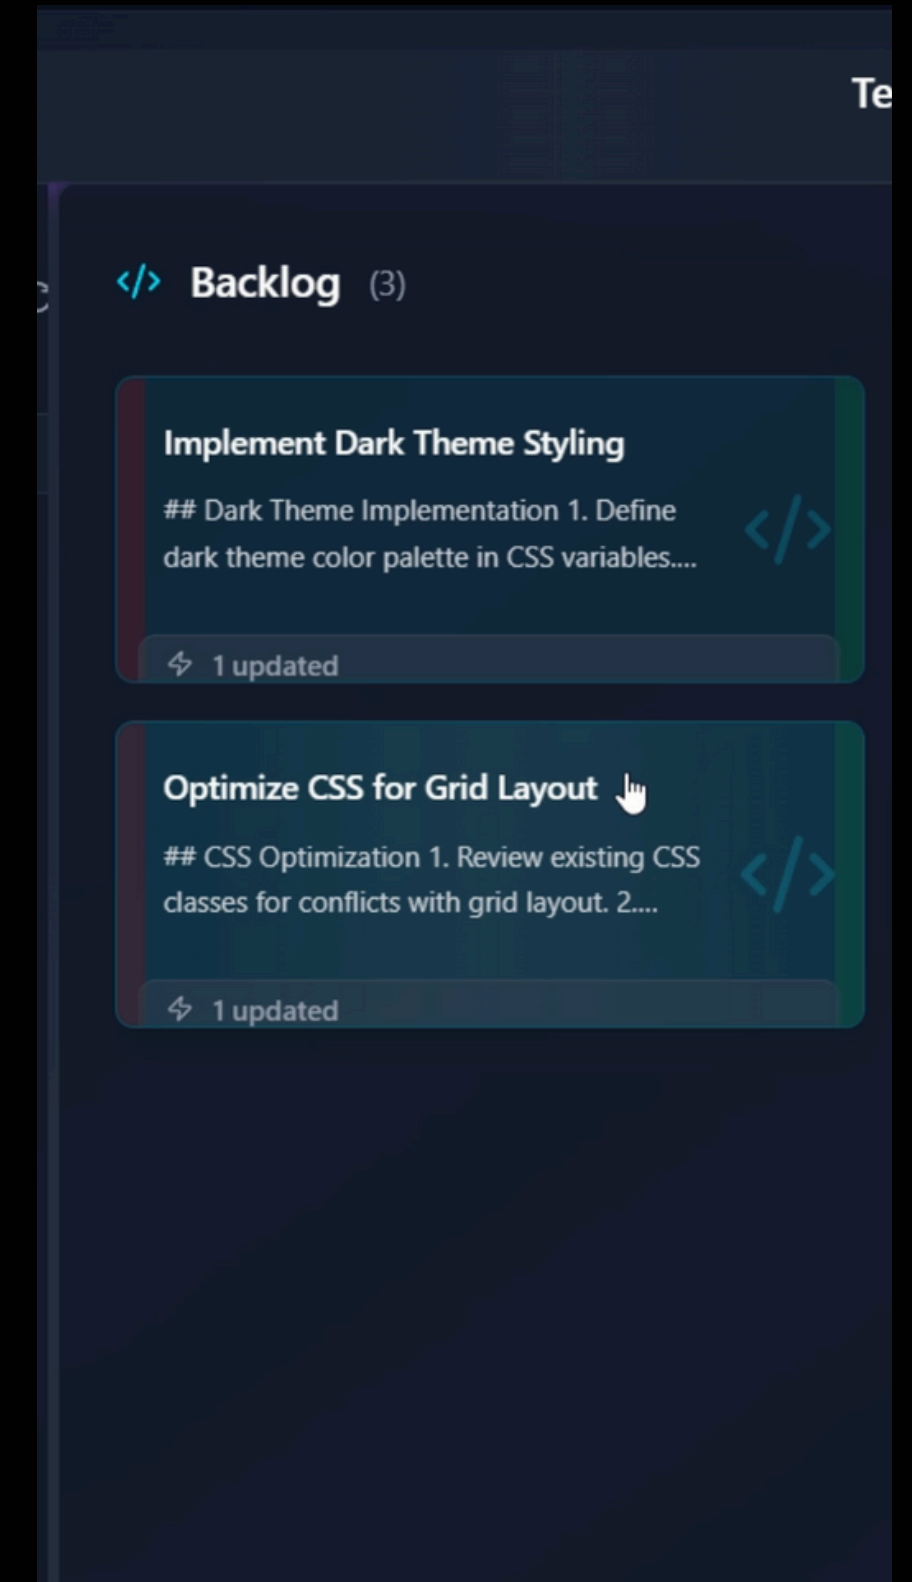 Te
Backlog (3)
Implement Dark Theme Styling
## Dark Theme Implementation 1. Define
dark theme color palette in CSS variables....
1 updated
Optimize CSS for Grid Layout
## CSS Optimization 1. Review existing CSS
classes for conflicts with grid layout. 2....
1 updated